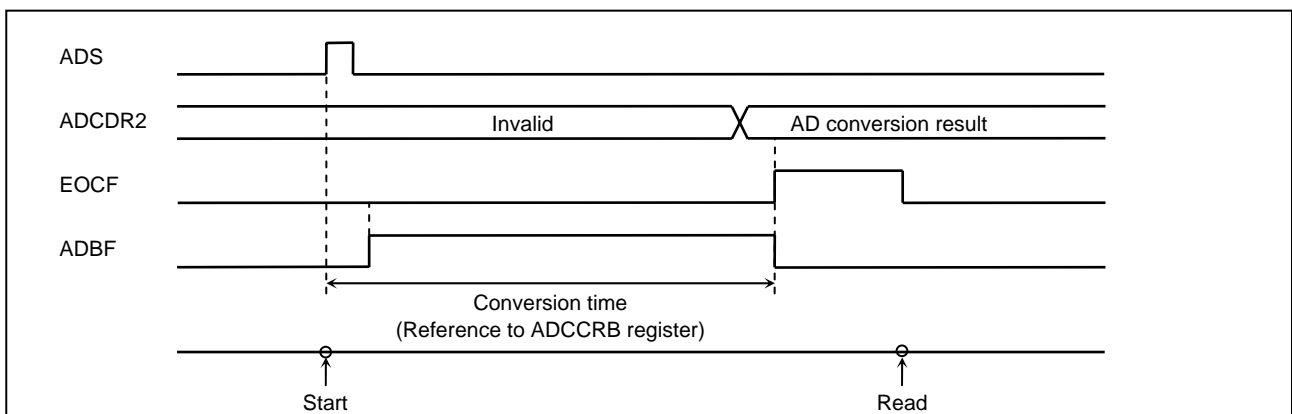 ADS
ADCDR2
Invalid
AD conversion result
EOCF
ADBF
Conversion time
(Reference to ADCCRB register)
Start
Read